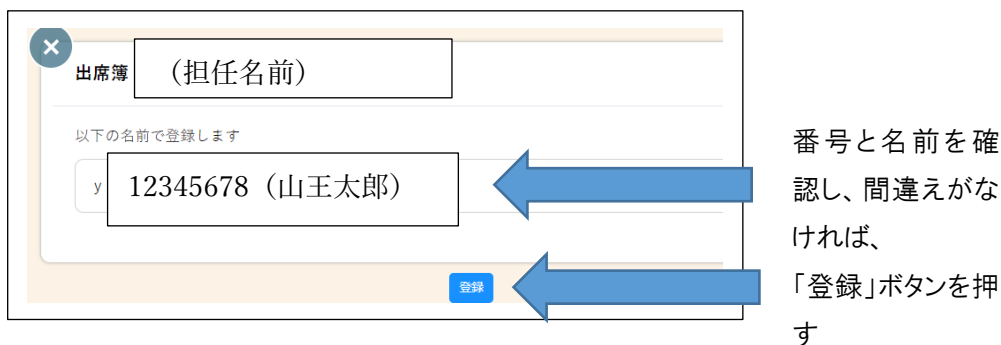 出席簿 （担任名前）
以下の名前で登録します
y 12345678（山王太郎）
登録
番号と名前を確
認し、間違えがな
ければ、
「登録」ボタンを押
す